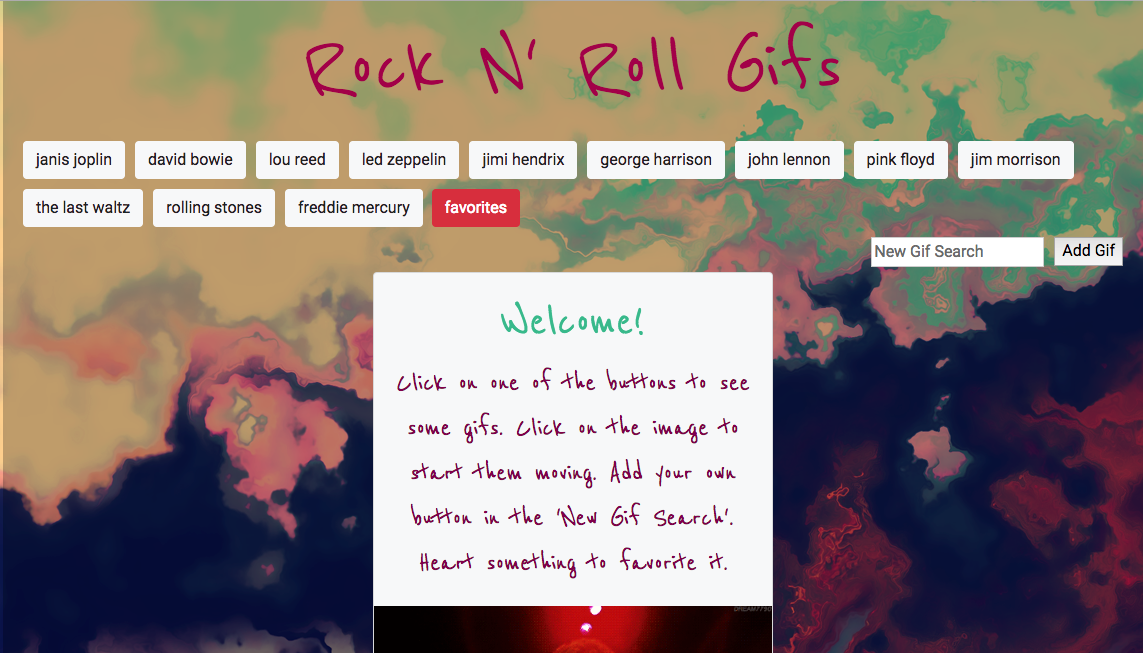 Rock N' Roll Gifs
janis joplin david bowie lou reed led zeppelin jimi hendrix george harrison john lennon pink floyd jim morrison
the last waltz rolling stones freddie mercury favorites
New Gif Search Add Gif
Welcome!
Click on one of the buttons to see
some gifs. Click on the image to
start them moving. Add your own
button in the 'New Gif Search'.
Heart something to favorite it.